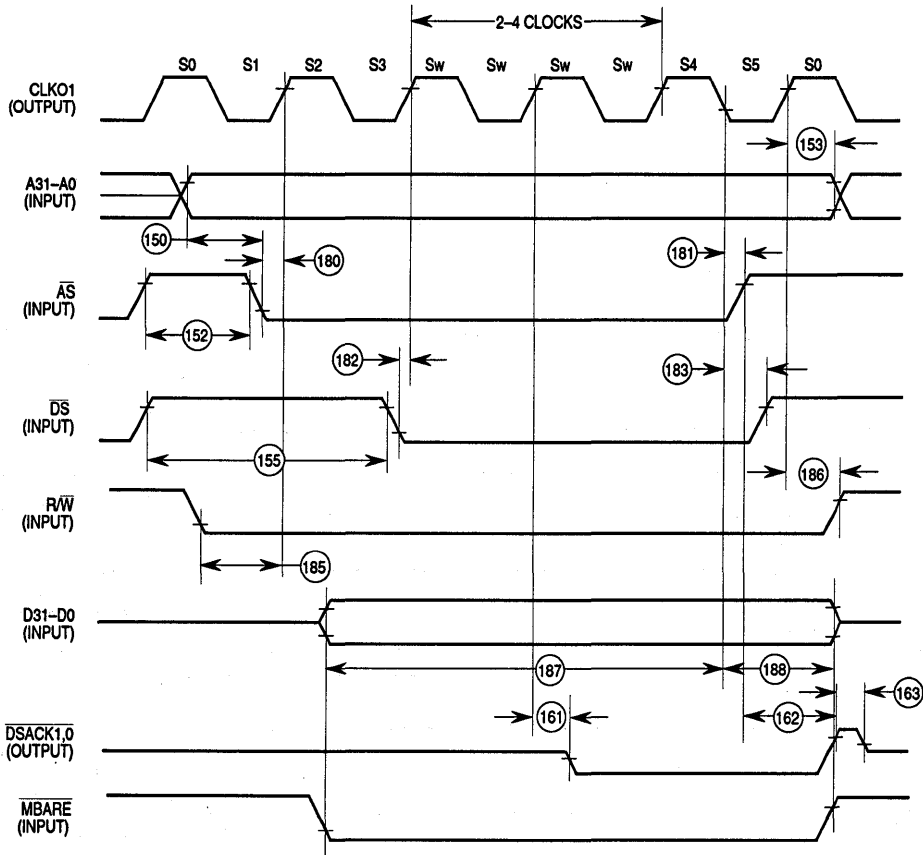 2–4 CLOCKS
S0 S1 S2 S3 Sw Sw Sw Sw S4 S5 S0
CLKO1
(OUTPUT)
153
A31–A0
(INPUT)
150
180
181
AS
(INPUT)
152
182
183
DS
(INPUT)
155
186
R/W
(INPUT)
185
D31–D0
(INPUT)
187
188
163
161
162
DSACK1,0
(OUTPUT)
MBARE
(INPUT)